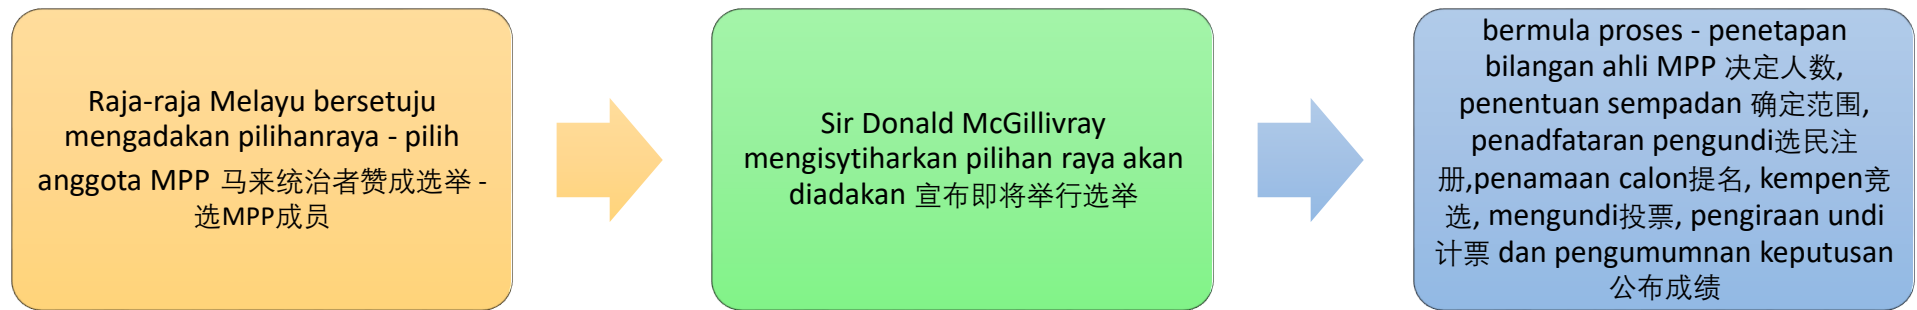 Raja-raja Melayu bersetuju
mengadakan pilihanraya - pilih
anggota MPP 马来统治者赞成选举 -
选MPP成员
Sir Donald McGillivray
mengisytiharkan pilihan raya akan
diadakan 宣布即将举行选举
bermula proses - penetapan
bilangan ahli MPP 决定人数,
penentuan sempadan 确定范围,
penadfataran pengundi选民注
册,penamaan calon提名, kempen竞
选, mengundi投票, pengiraan undi
计票 dan pengumumnan keputusan
公布成绩